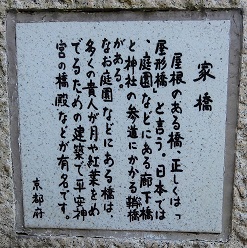 家橋
屋根のある橋、正しくは「
屋形橋」と言う。日本では
、庭園などにある廊下橋
と神社の参道にかかる鞘橋
がある。
なお庭園などにある橋は
多くの貴人が月や紅葉をめ
でるための建築で平安神
宮の橋殿などが有名です。
京都府